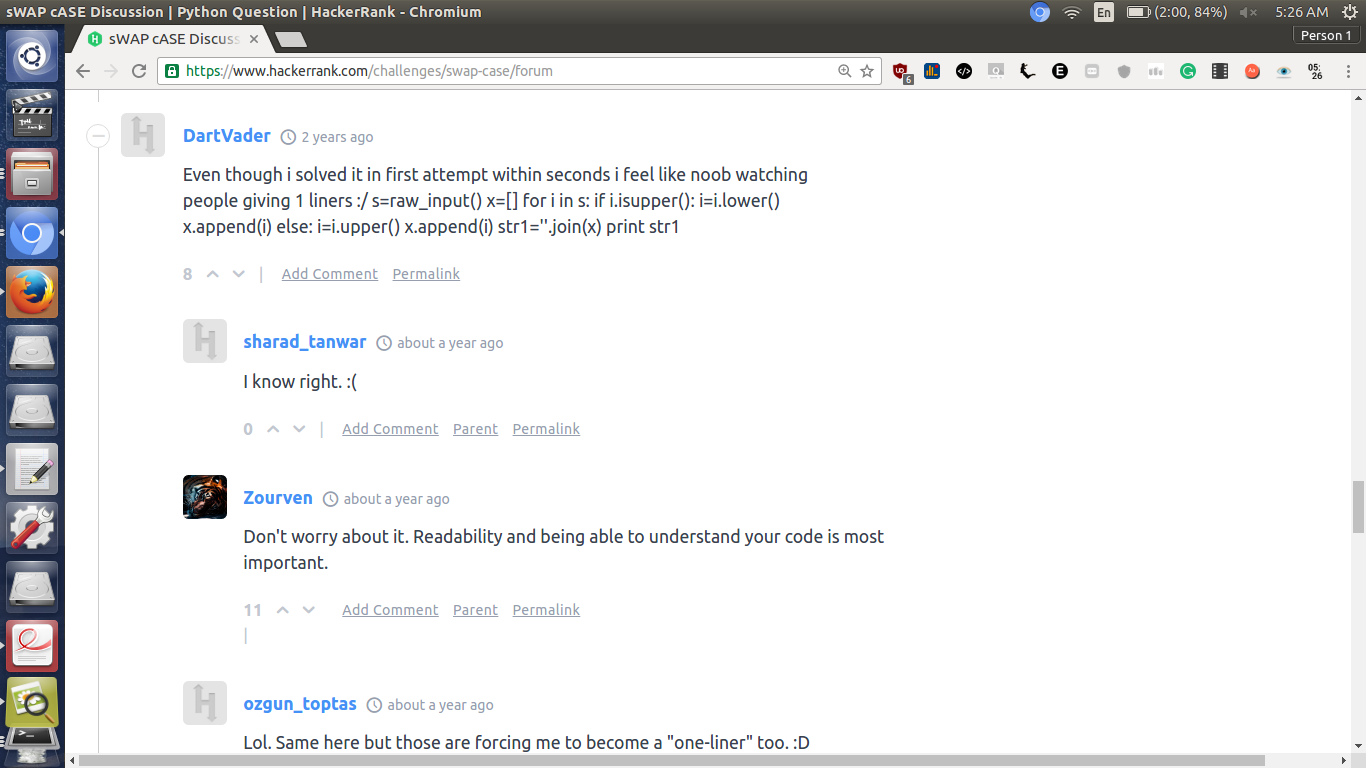 sWAP cASE Discussion | Python Question | HackerRank - Chromium
En (2:00, 84%) 5:26 AM
sWAP cASE Discuss
Person 1
https://www.hackerrank.com/challenges/swap-case/forum
6
05:
26
DartVader 2 years ago
Even though i solved it in first attempt within seconds i feel like noob watching
people giving 1 liners :/ s=raw_input() x=[] for i in s: if i.isupper(): i=i.lower()
x.append(i) else: i=i.upper() x.append(i) str1=''.join(x) print str1
8 | Add Comment Permalink
sharad_tanwar about a year ago
I know right. :(
0 | Add Comment Parent Permalink
Zourven about a year ago
Don't worry about it. Readability and being able to understand your code is most
important.
11 Add Comment Parent Permalink
|
ozgun_toptas about a year ago
Lol. Same here but those are forcing me to become a "one-liner" too. :D